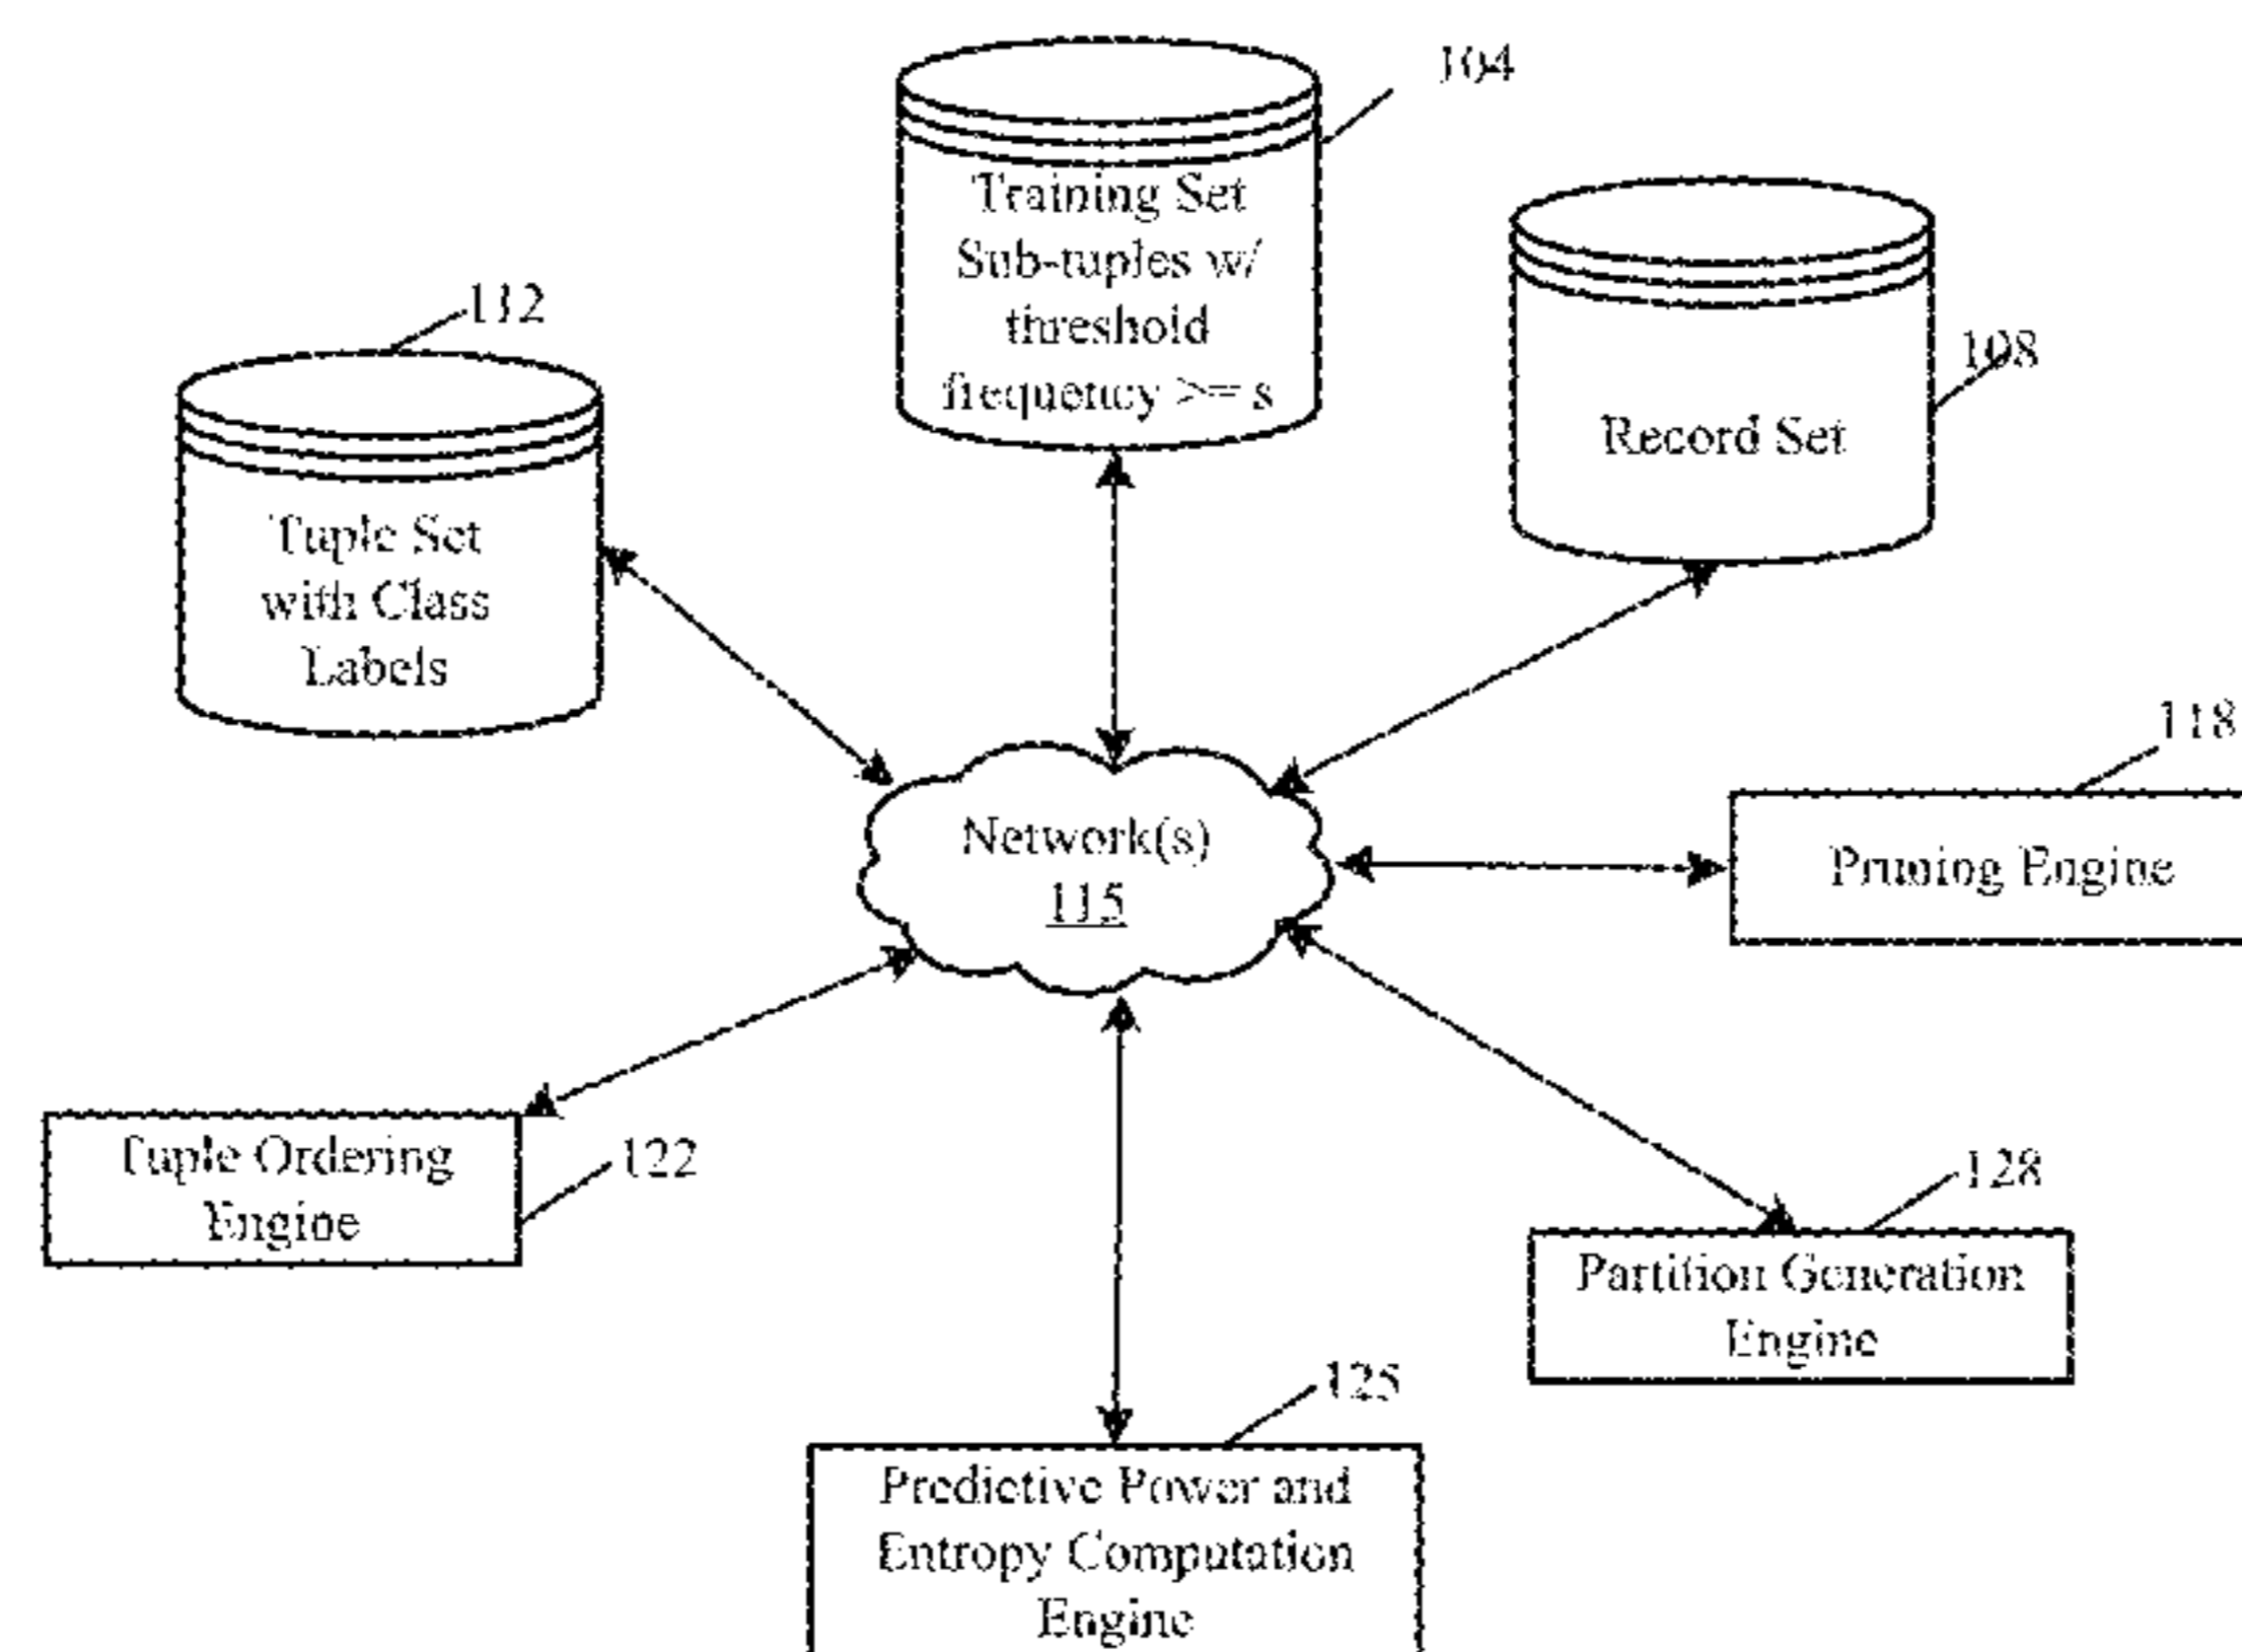 104
Training Set
Sub-tuples w/
threshold
frequency >= s
112
Tuple Set
with Class
Labels
108
Record Set
Network(s)
115
118
Pruning Engine
Tuple Ordering
Engine
122
128
Partition Generation
Engine
125
Predictive Power and
Entropy Computation
Engine